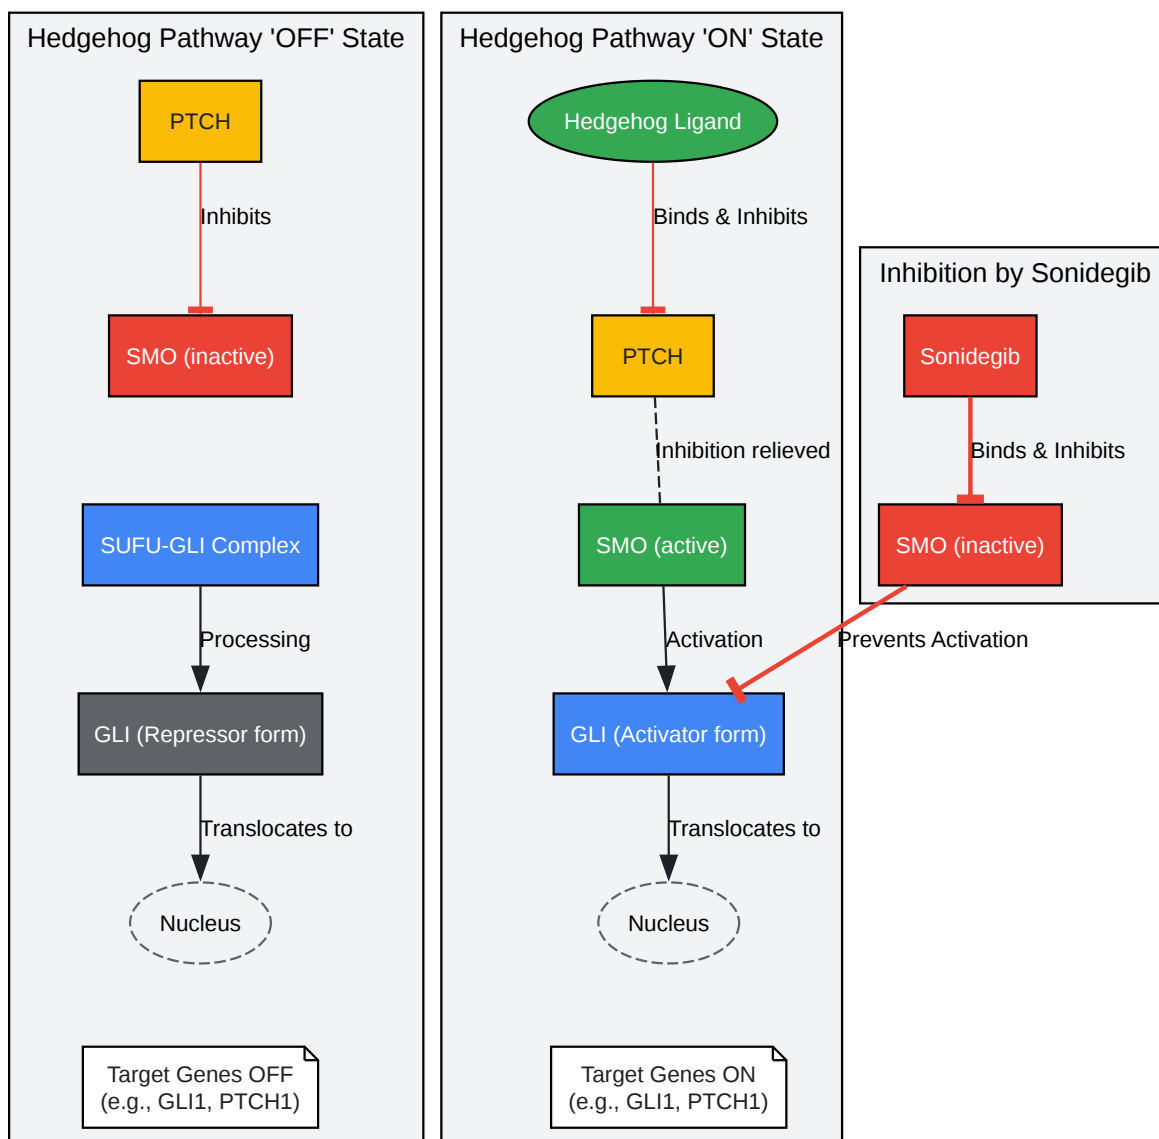 Hedgehog Pathway 'OFF' State
PTCH
Inhibits
SMO (inactive)
SUFU-GLI Complex
Processing
GLI (Repressor form)
Translocates to
Nucleus
Target Genes OFF
(e.g., GLI1, PTCH1)
Hedgehog Pathway 'ON' State
Hedgehog Ligand
Binds & Inhibits
PTCH
Inhibition relieved
SMO (active)
Activation
GLI (Activator form)
Translocates to
Nucleus
Target Genes ON
(e.g., GLI1, PTCH1)
Inhibition by Sonidegib
Sonidegib
Binds & Inhibits
SMO (inactive)
Prevents Activation